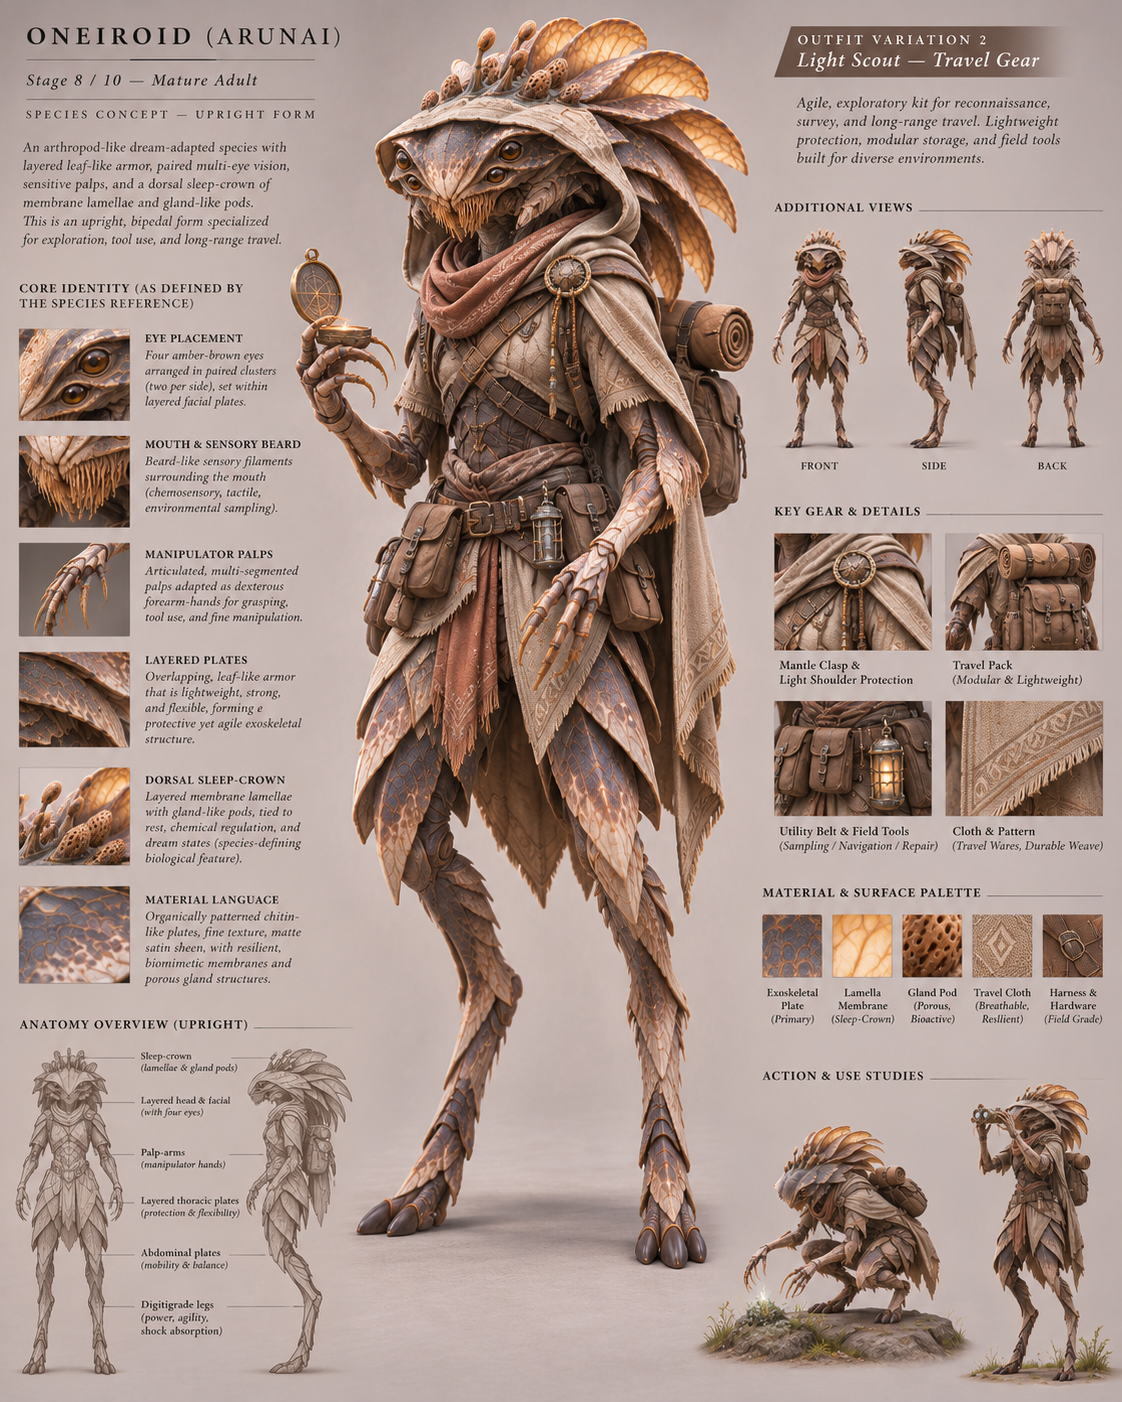 ONEIROID (ARUNAI)
Stage 8 / 10 — Mature Adult
SPECIES CONCEPT — UPRIGHT FORM
An arthropod-like dream-adapted species with
layered leaf-like armor, paired multi-eye vision,
sensitive palps, and a dorsal sleep-crown of
membrane lamellae and gland-like pods.
This is an upright, bipedal form specialized
for exploration, tool use, and long-range travel.
CORE IDENTITY (AS DEFINED BY
THE SPECIES REFERENCE)
EYE PLACEMENT
Four amber-brown eyes
arranged in paired clusters
(two per side), set within
layered facial plates.
MOUTH & SENSORY BEARD
Beard-like sensory filaments
surrounding the mouth
(chemosensory, tactile,
environmental sampling).
MANIPULATOR PALPS
Articulated, multi-segmented
palps adapted as dexterous
forearm-hands for grasping,
tool use, and fine manipulation.
LAYERED PLATES
Overlapping, leaf-like armor
that is lightweight, strong,
and flexible, forming e
protective yet agile exoskeletal
structure.
DORSAL SLEEP-CROWN
Layered membrane lamellae
with gland-like pods, tied to
rest, chemical regulation, and
dream states (species-defining
biological feature).
MATERIAL LANGUACE
Organically patterned chitin-
like plates, fine texture, matte
satin sheen, with resilient,
biomimetic membranes and
porous gland structures.
ANATOMY OVERVIEW (UPRIGHT)
Sleep-crown
(lamellae & gland pods)
Layered head & facial
(with four eyes)
Palp-arms
(manipulator hands)
Layered thoracic plates
(protection & flexibility)
Abdominal plates
(mobility & balance)
Digitigrade legs
(power, agility,
shock absorption)
OUTFIT VARIATION 2
Light Scout — Travel Gear
Agile, exploratory kit for reconnaissance,
survey, and long-range travel. Lightweight
protection, modular storage, and field tools
built for diverse environments.
ADDITIONAL VIEWS
FRONT
SIDE
BACK
KEY GEAR & DETAILS
Mantle Clasp &
Light Shoulder Protection
Travel Pack
(Modular & Lightweight)
Utility Belt & Field Tools
(Sampling / Navigation / Repair)
Cloth & Pattern
(Travel Wares, Durable Weave)
MATERIAL & SURFACE PALETTE
Exoskeletal
Plate
(Primary)
Lamella
Membrane
(Sleep-Crown)
Gland Pod
(Porous,
Bioactive)
Travel Cloth
(Breathable,
Resllient)
Harness &
Hardware
(Field Grade)
ACTION & USE STUDIES